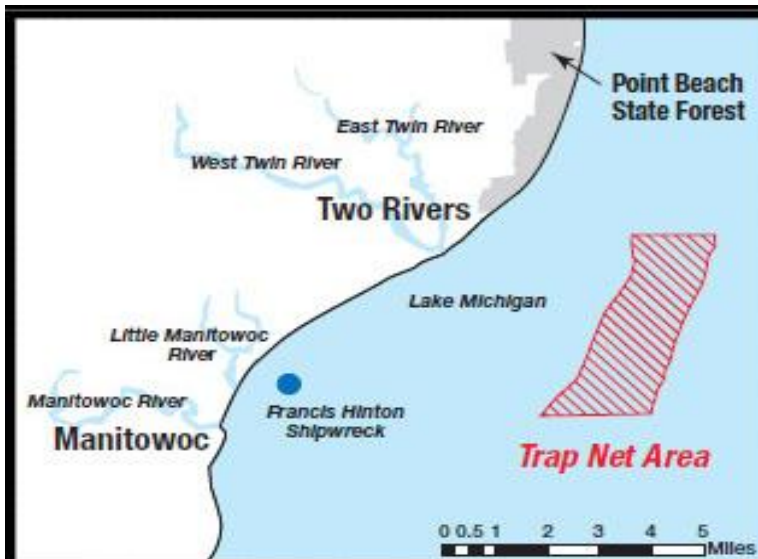 Point Beach
State Forest
East Twin River
West Twin River
Two Rivers
Lake Michigan
Little Manitowoc
River
Manitowoc River
Francis Hinton
Shipwreck
Manitowoc
Trap Net Area
0 0.5 1 2 3 4 5
Miles